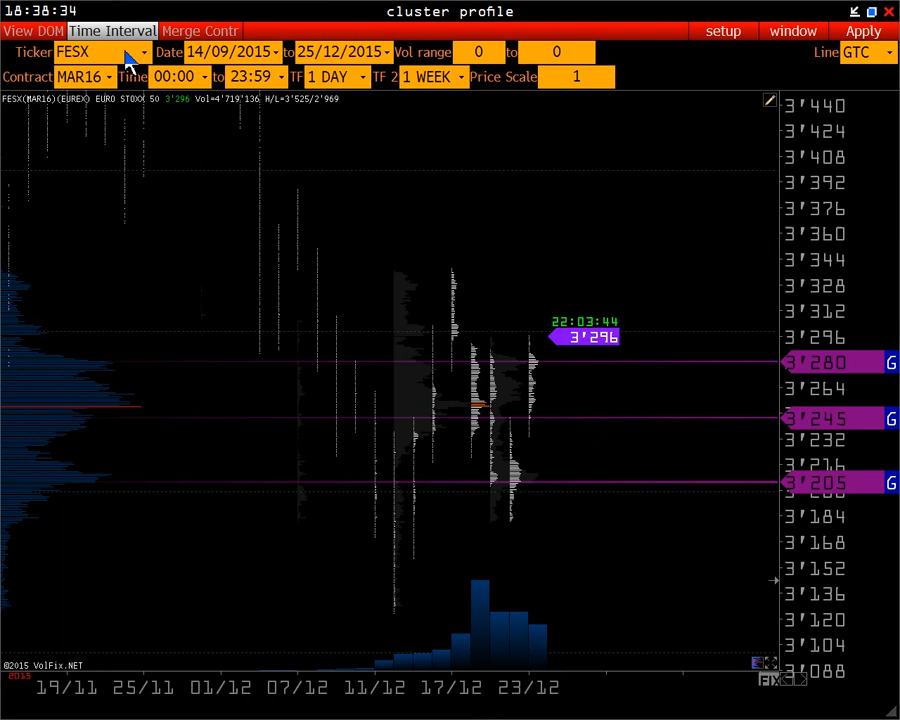 18:38:34 cluster profile
View DOM Time Interval Merge Contr setup window Apply
Ticker FESX Date 14/09/2015 to 25/12/2015 Vol range 0 to 0 Line GTC
Contract MAR16 Time 00:00 to 23:59 TF 1 DAY TF 2 1 WEEK Price Scale 1
FESX(MAR16)(EUREX) EURO STOXX 50 3'296 Vol=4'719'136 H/L=3'525/2'969
3'440
3'424
3'408
3'392
3'376
3'360
3'344
3'328
3'312
22:03:44
3'296
3'296
3'280 G
3'264
3'245 G
3'232
3'216
3'205 G
3'184
3'168
3'152
3'136
3'120
3'104
©2015 VolFix.NET
3'088
2015
FIX
19/11 25/11 01/12 07/12 11/12 17/12 23/12